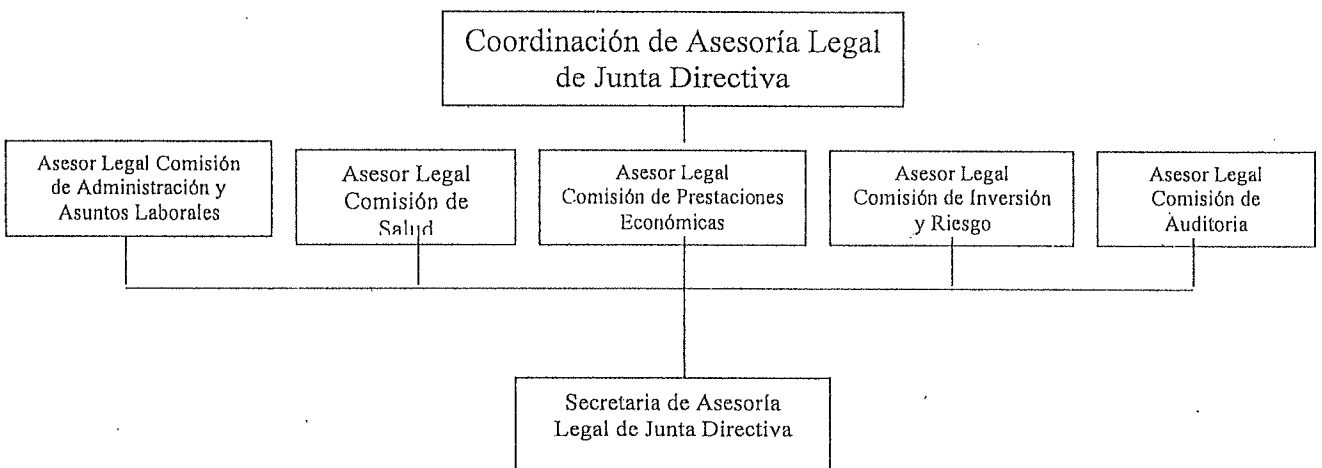 Coordinación de Asesoría Legal
de Junta Directiva
Asesor Legal Comisión
de Administración y
Asuntos Laborales
Asesor Legal
Comisión de
Salud
Asesor Legal
Comisión de Prestaciones
Económicas
Asesor Legal
Comisión de Inversión
y Riesgo
Asesor Legal
Comisión de
Auditoria
Secretaria de Asesoría
Legal de Junta Directiva